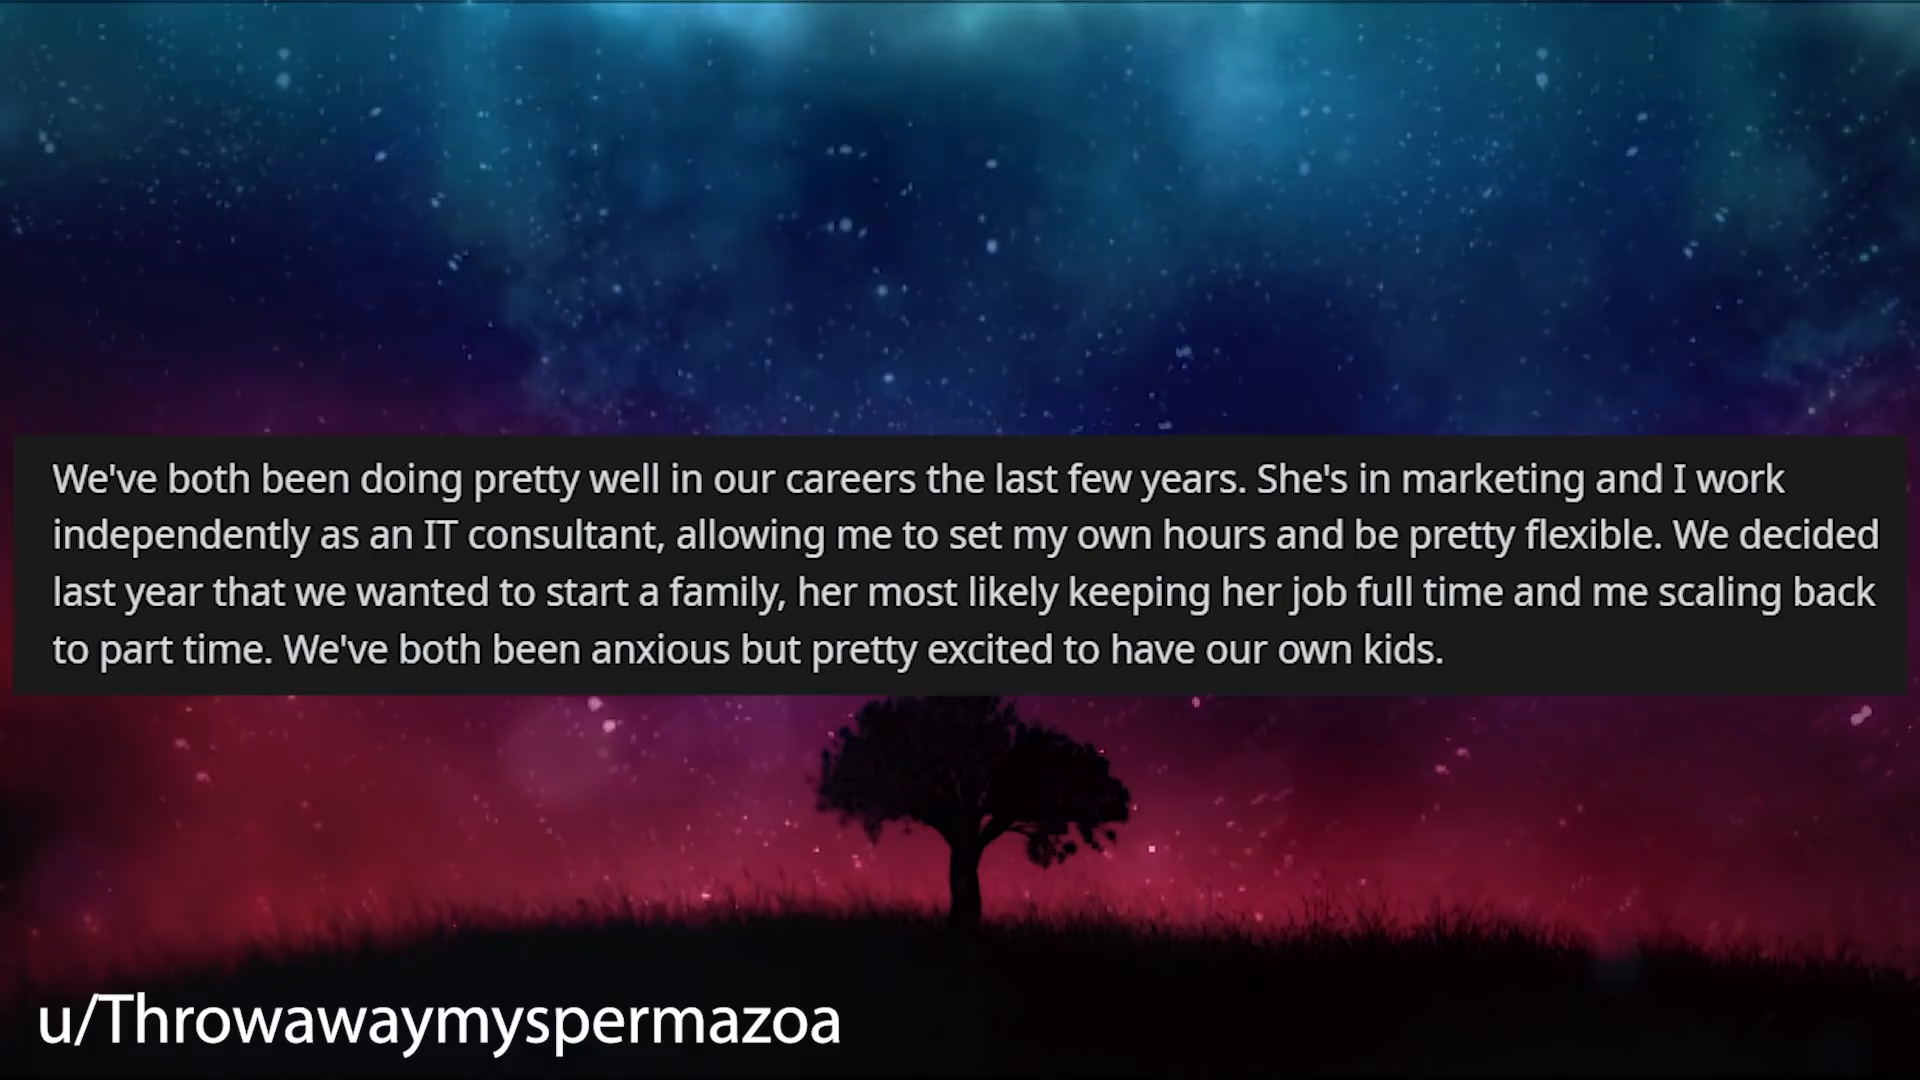 We've both been doing pretty well in our careers the last few years. She's in marketing and I work
independently as an IT consultant, allowing me to set my own hours and be pretty flexible. We decided
last year that we wanted to start a family, her most likely keeping her job full time and me scaling back
to part time. We've both been anxious but pretty excited to have our own kids.
u/Throwawaymyspermazoa